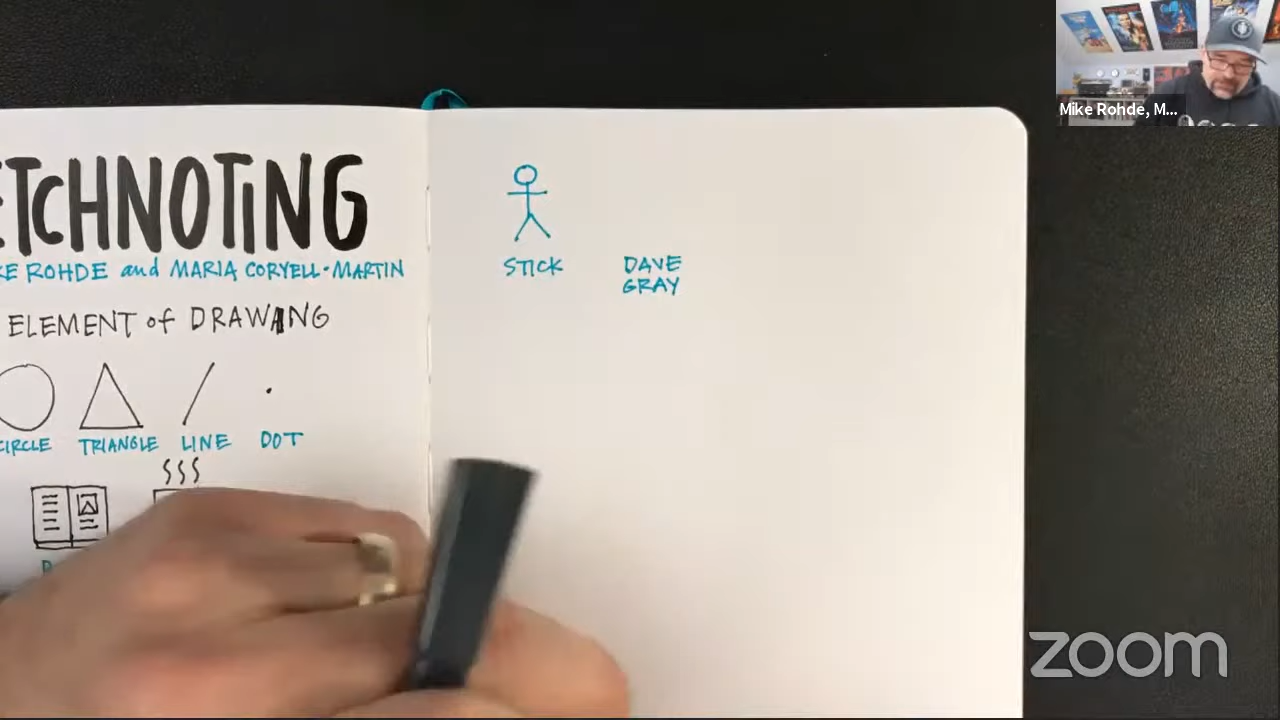 ETCHNOTING
KE ROHDE and MARIA CORYELL-MARTIN
ELEMENT of DRAWING
CIRCLE TRIANGLE LINE DOT
STICK
DAVE
GRAY
Mike Rohde, M...
zoom